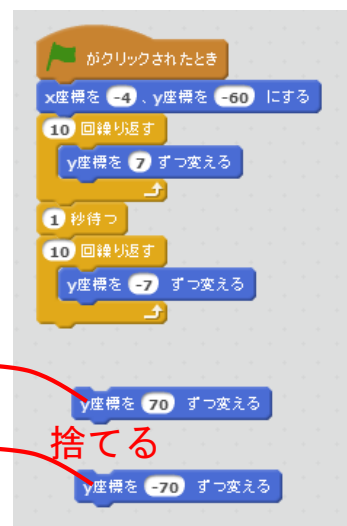 がクリックされたとき
x座標を -4 、y座標を -60 にする
10 回繰り返す
y座標を 7 ずつ変える
1 秒待つ
10 回繰り返す
y座標を -7 ずつ変える
y座標を 70 ずつ変える
捨てる
y座標を -70 ずつ変える